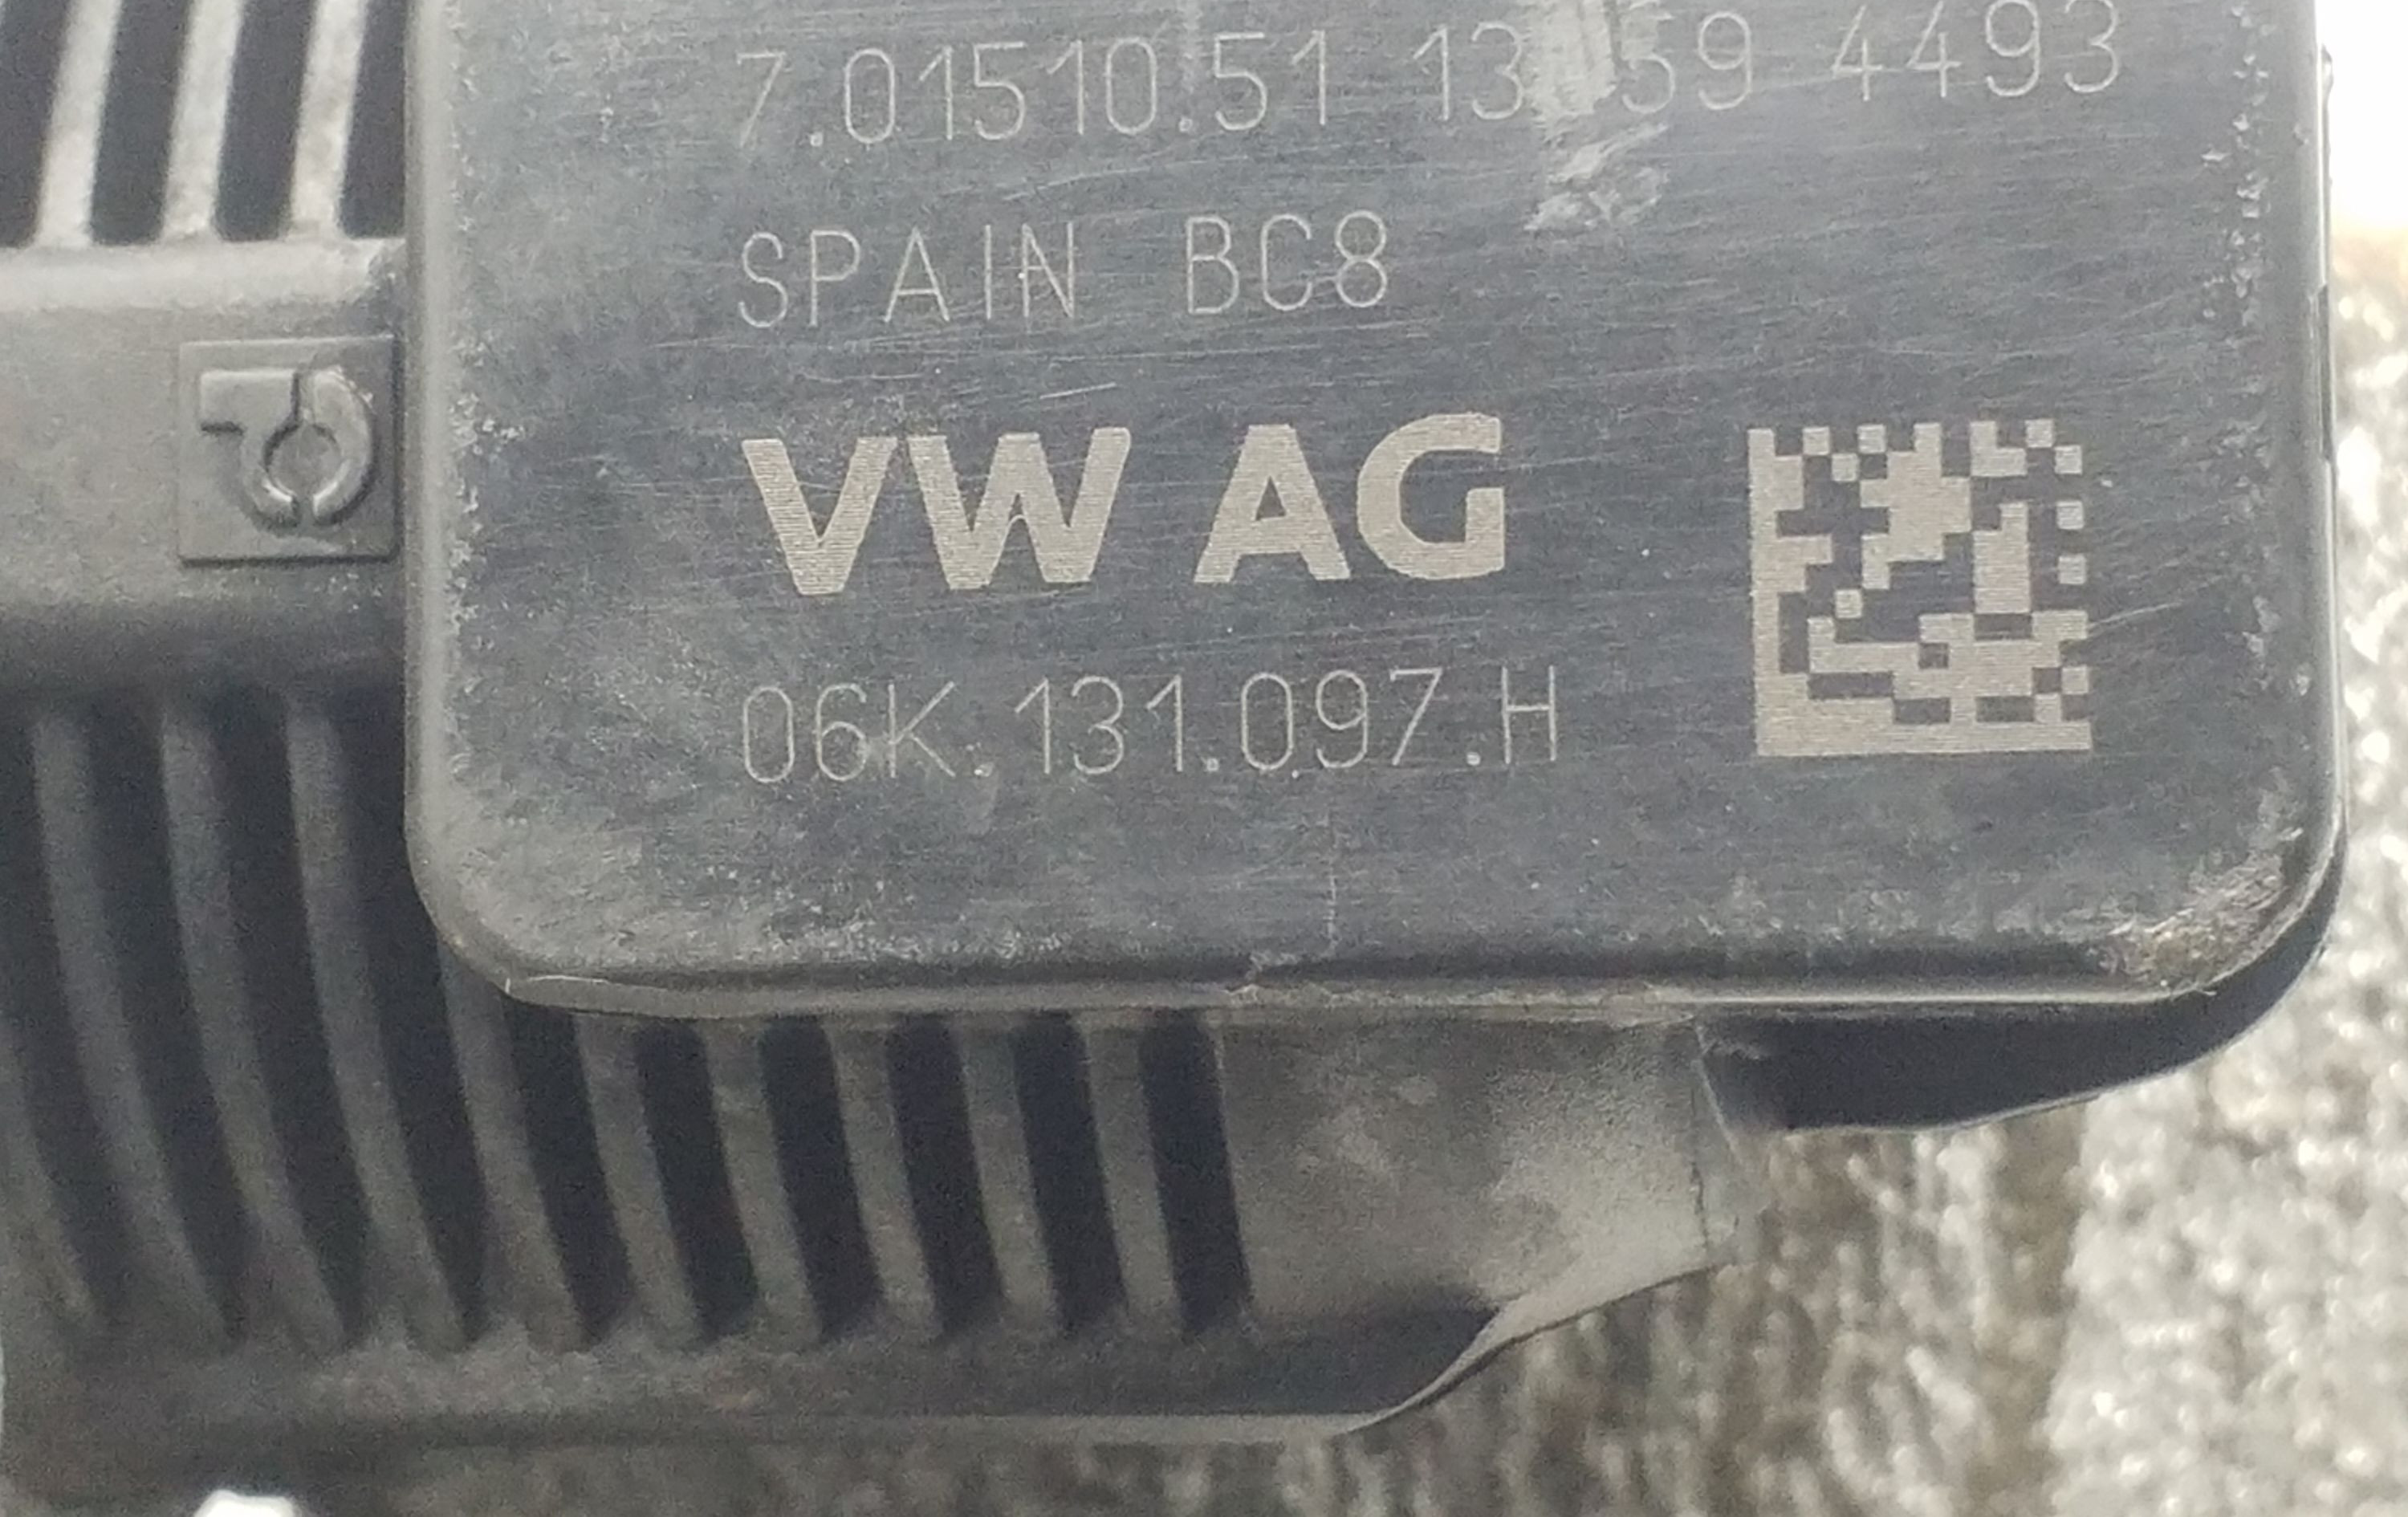 7.01510.51 13 59 4493
SPAIN BC8
VW AG
06K.131.097.H